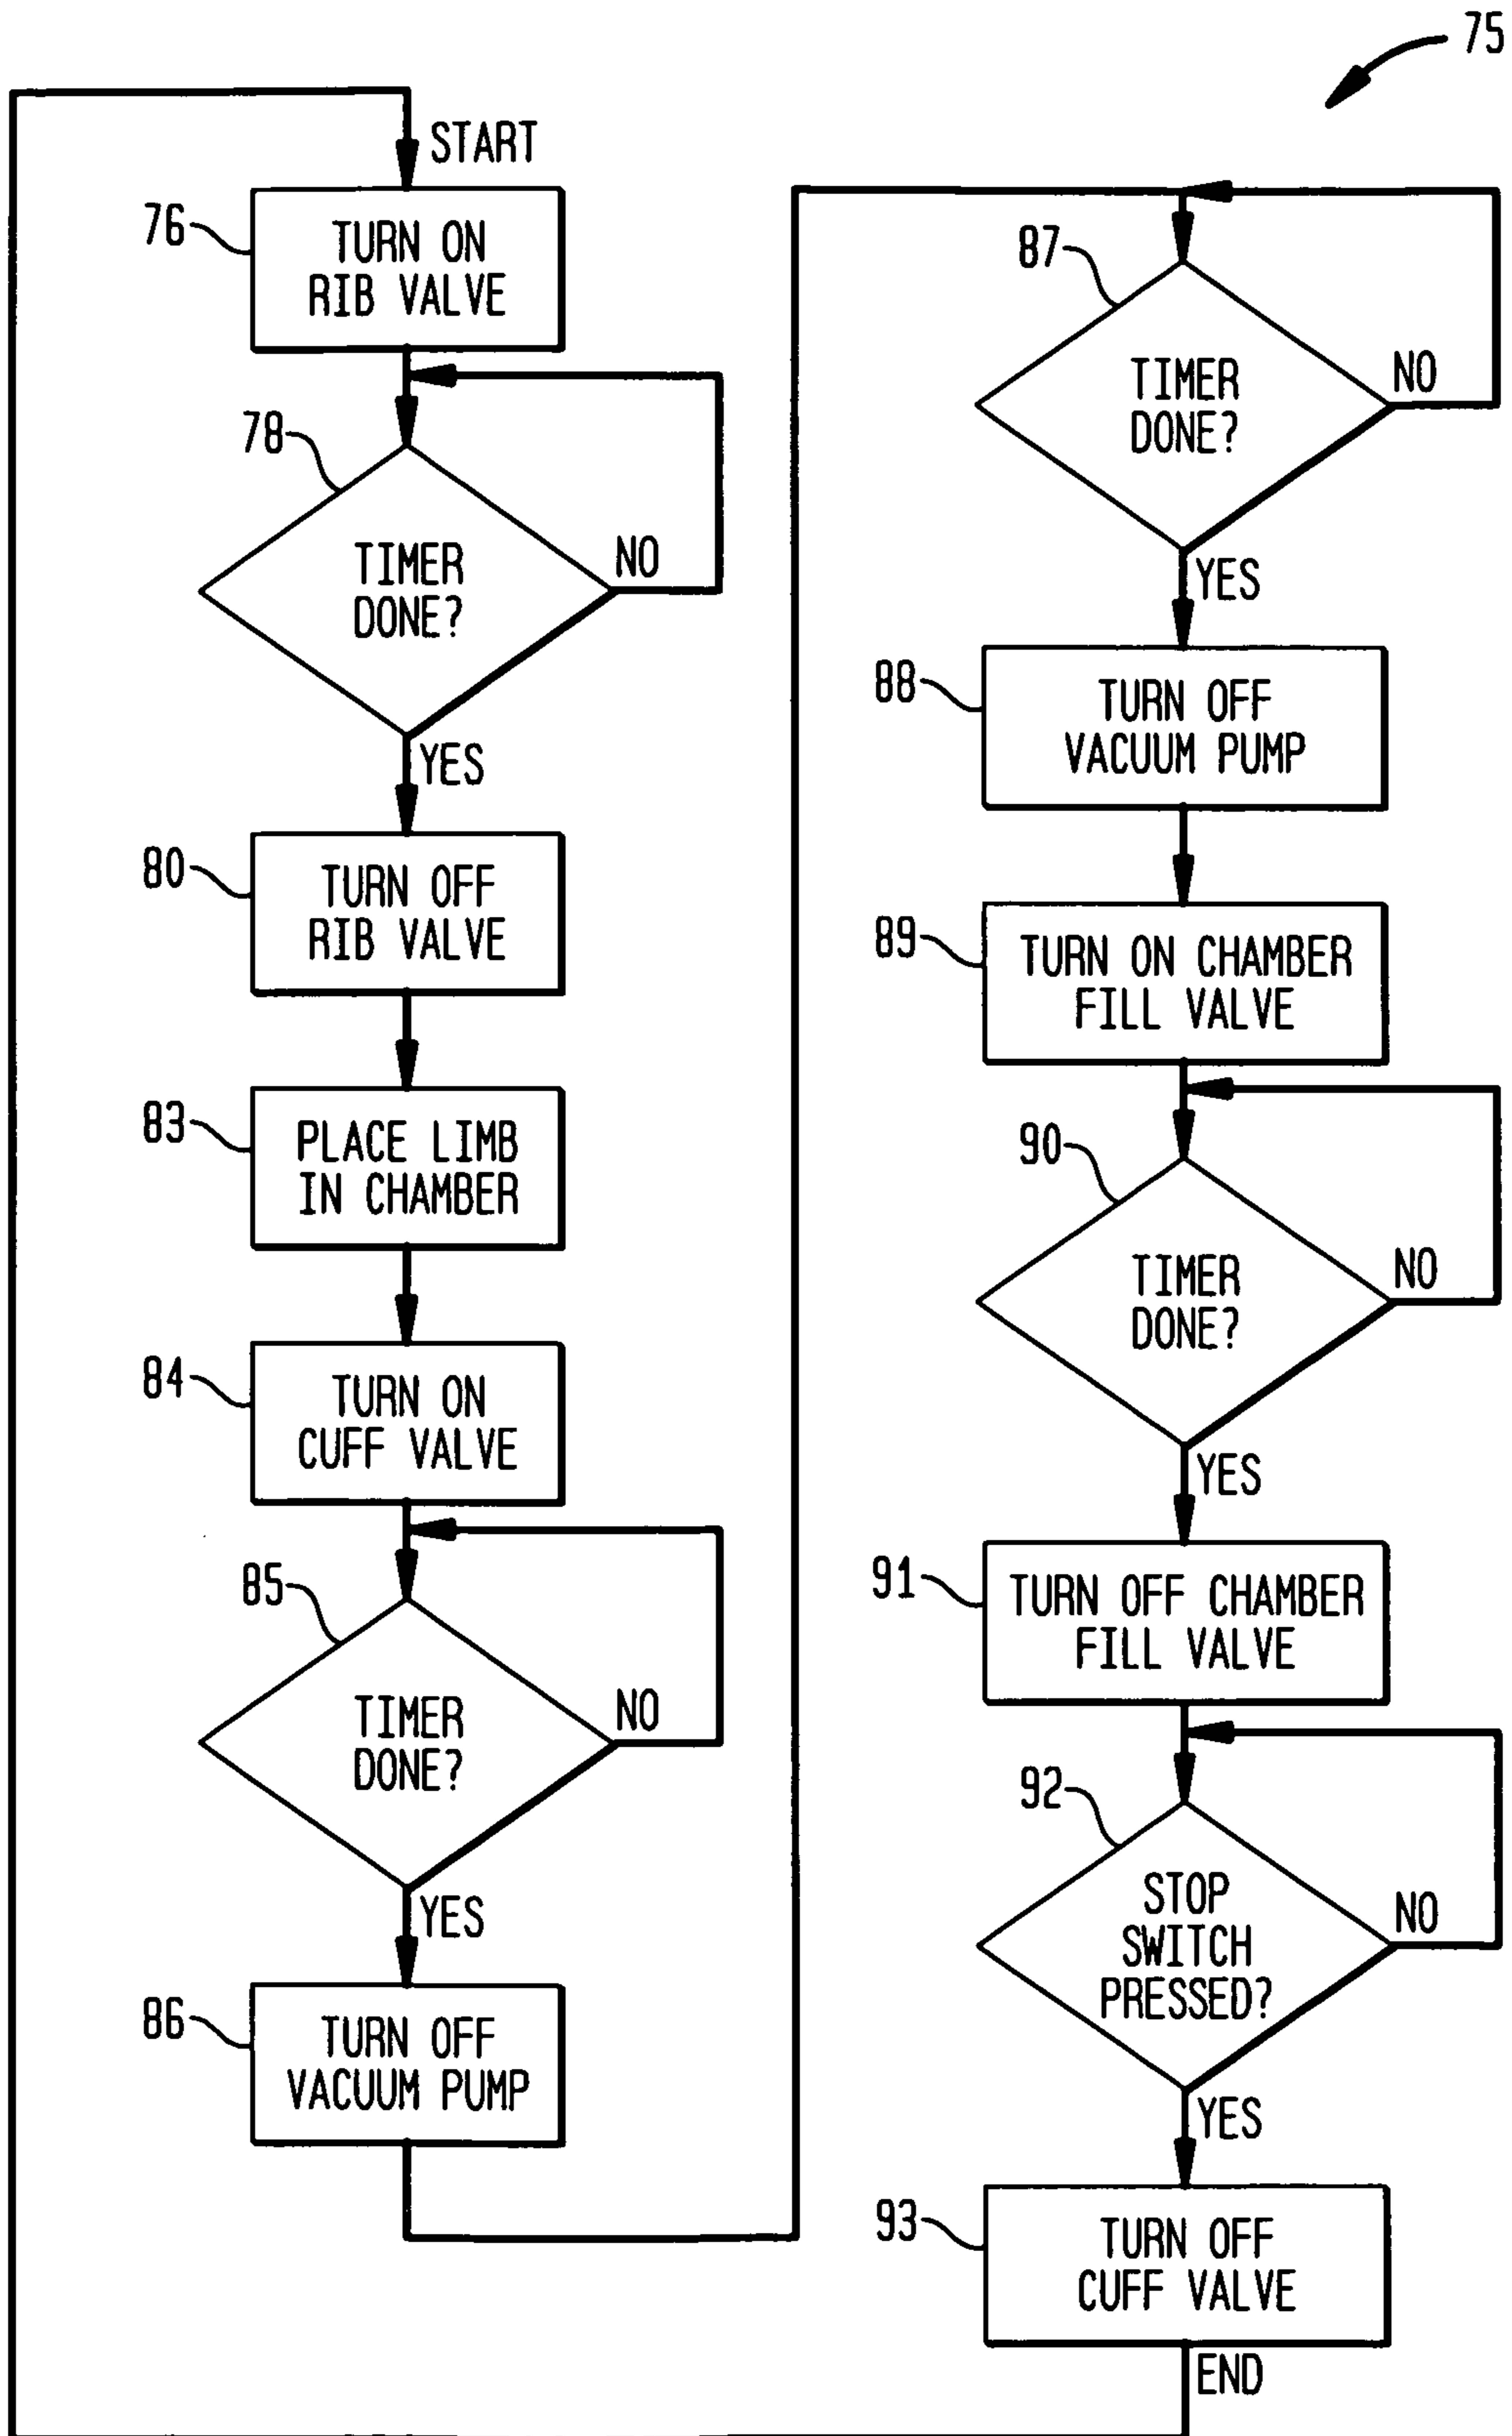 75
START
76
TURN ON
RIB VALVE
78
TIMER
DONE?
NO
YES
80
TURN OFF
RIB VALVE
83
PLACE LIMB
IN CHAMBER
84
TURN ON
CUFF VALVE
85
TIMER
DONE?
NO
YES
86
TURN OFF
VACUUM PUMP
87
TIMER
DONE?
NO
YES
88
TURN OFF
VACUUM PUMP
89
TURN ON CHAMBER
FILL VALVE
90
TIMER
DONE?
NO
YES
91
TURN OFF CHAMBER
FILL VALVE
92
STOP
SWITCH
PRESSED?
NO
YES
93
TURN OFF
CUFF VALVE
END